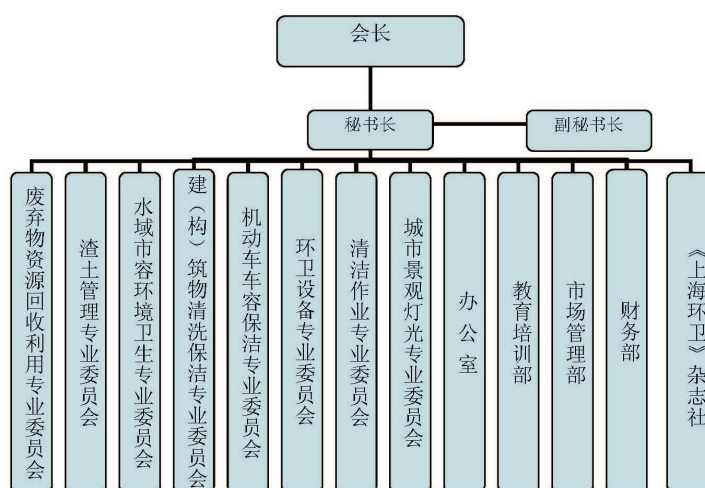 会长
秘书长
副秘书长
废弃物资源回收利用专业委员会
渣土管理专业委员会
水域市容环境卫生专业委员会
建（构）筑物清洗保洁专业委员会
机动车车容保洁专业委员会
环卫设备专业委员会
清洁作业专业委员会
城市景观灯光专业委员会
办公室
教育培训部
市场管理部
财务部
《上海环卫》杂志社